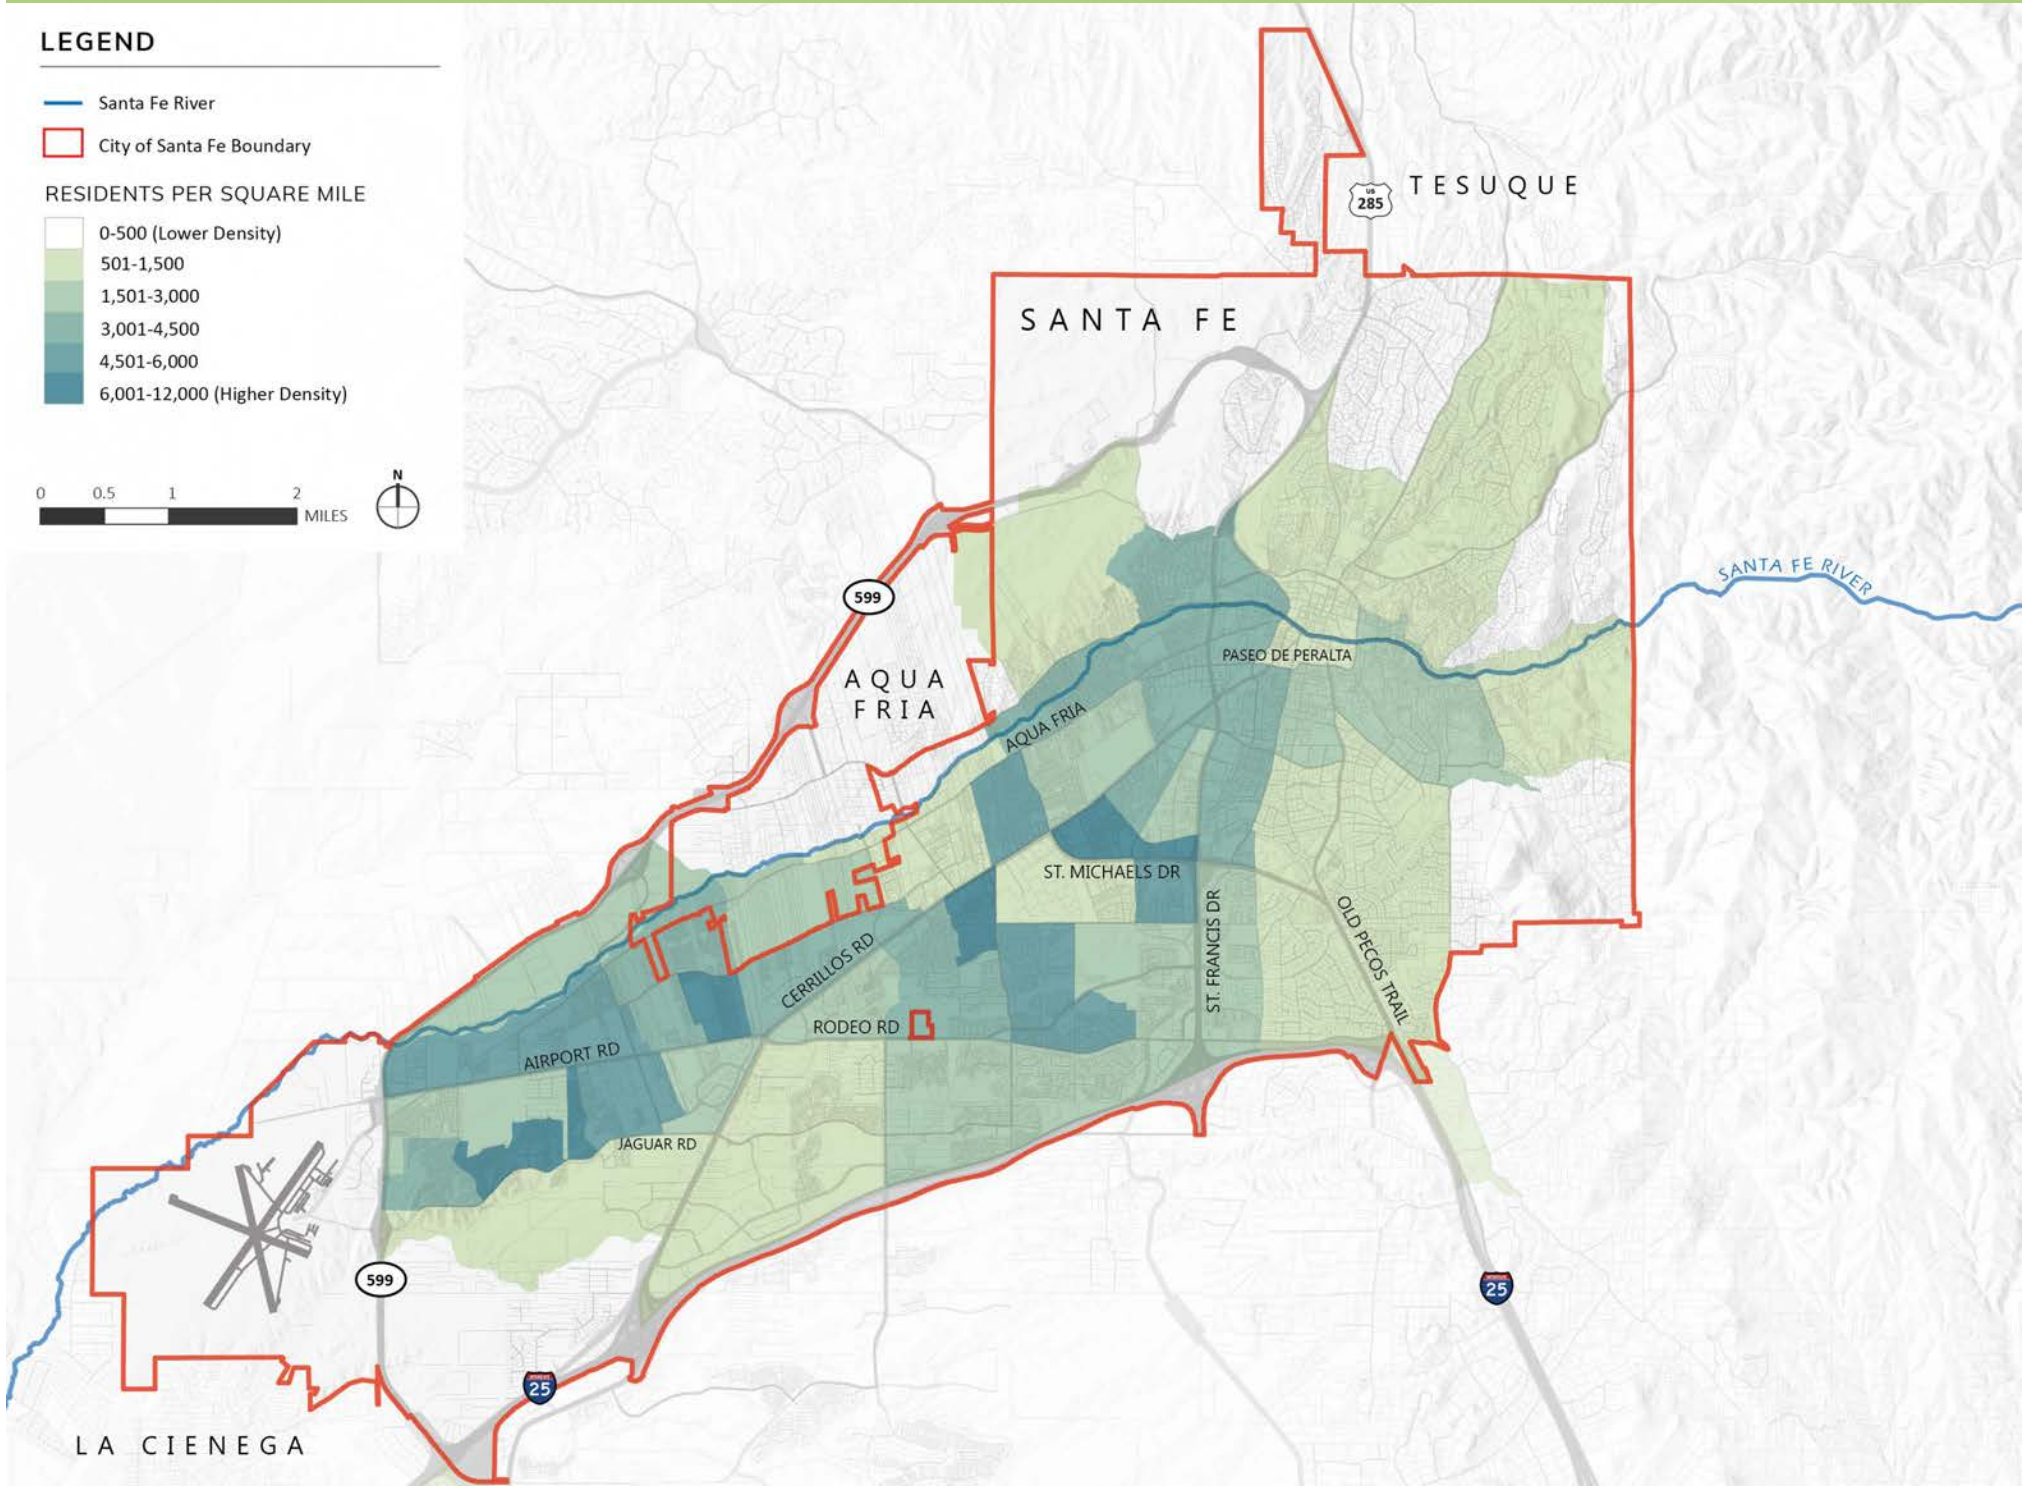 LEGEND
Santa Fe River
City of Santa Fe Boundary
RESIDENTS PER SQUARE MILE
0-500 (Lower Density)
501-1,500
1,501-3,000
3,001-4,500
4,501-6,000
6,001-12,000 (Higher Density)
0 0.5 1 2
MILES
N
US
285
TESUQUE
SANTA FE
SANTA FE RIVER
599
AQUA
FRIA
PASEO DE PERALTA
AQUA FRIA
ST. MICHAELS DR
ST. FRANCIS DR
OLD PECOS TRAIL
CERRILLOS RD
RODEO RD
AIRPORT RD
JAGUAR RD
599
25
25
LA CIENEGA